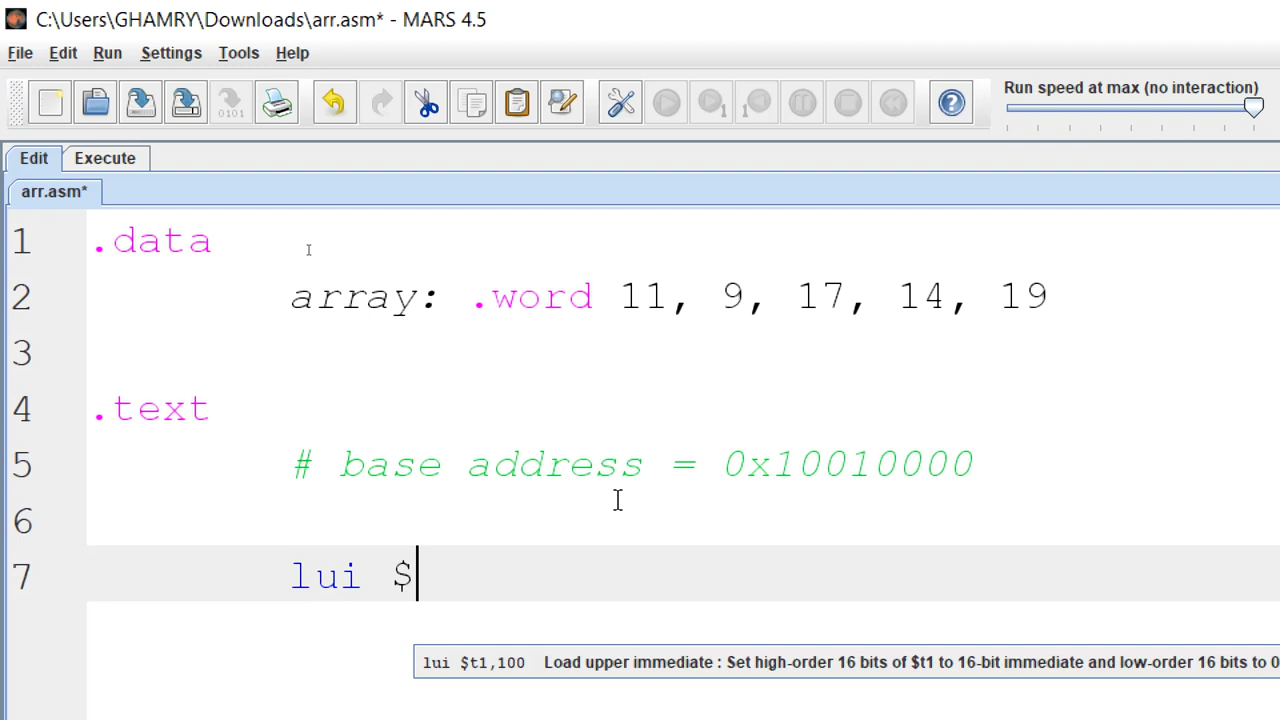 C:\Users\GHAMRY\Downloads\arr.asm* - MARS 4.5
File Edit Run Settings Tools Help
Run speed at max (no interaction)
0101
Edit Execute
arr.asm*
1 .data
2 array: .word 11, 9, 17, 14, 19
3
4 .text
5 # base address = 0x10010000
6
7 lui $
lui $t1,100 Load upper immediate : Set high-order 16 bits of $t1 to 16-bit immediate and low-order 16 bits to 0